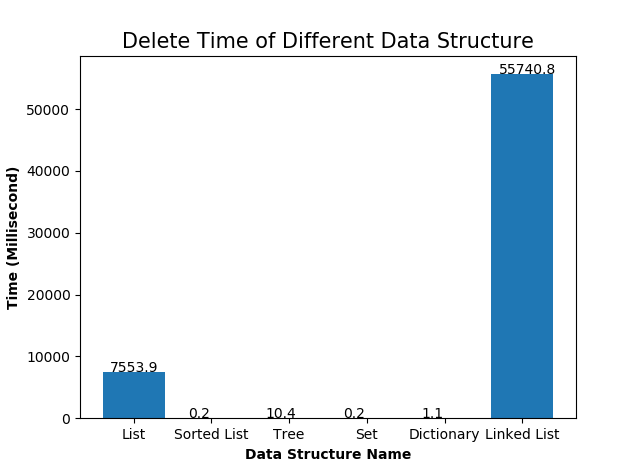 Delete Time of Different Data Structure
55740.8
50000
40000
30000
20000
10000
0
Time (Millisecond)
7553.9
0.2
10.4
0.2
1.1
List
Sorted List
Tree
Set
Dictionary
Linked List
Data Structure Name